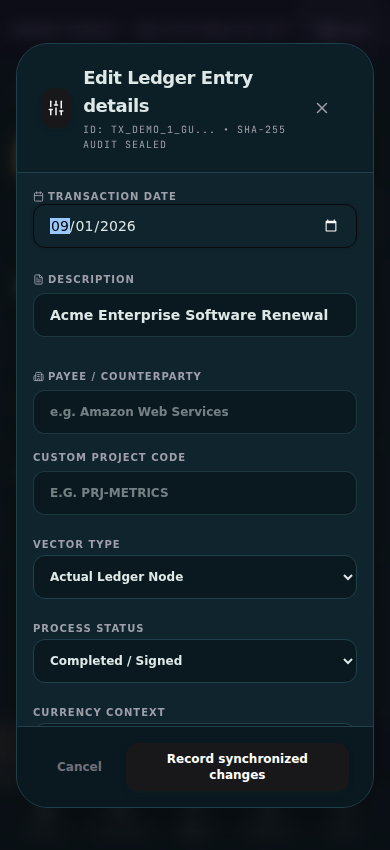 Edit Ledger Entry
details
ID: TX_DEMO_1_GU... • SHA-255
AUDIT SEALED
TRANSACTION DATE
09/01/2026
DESCRIPTION
Acme Enterprise Software Renewal
PAYEE / COUNTERPARTY
e.g. Amazon Web Services
CUSTOM PROJECT CODE
E.G. PRJ-METRICS
VECTOR TYPE
Actual Ledger Node
PROCESS STATUS
Completed / Signed
CURRENCY CONTEXT
Cancel
Record synchronized
changes